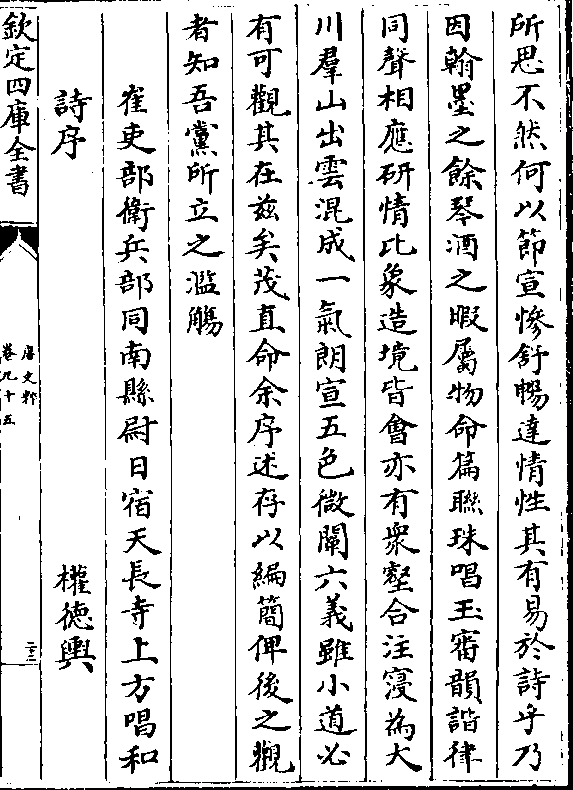 所思不然何以節宣慘舒暢達情性其有易於詩乎乃
因翰墨之餘琴酒之暇屬物命篇聯珠唱玉審韻諧律
同聲相應研情比象造境皆會亦有衆壑合注寖為大
川羣山出雲混成一氣朗宣五色微闡六義雖小道必
有可觀其在兹矣茂直命余序述存以編簡俾後之觀
者知吾黨所立之濫觴
崔吏部衛兵部同南縣尉日宿天長寺上方唱和
詩序
權德輿
欽定四庫全書
唐文粹
卷九十五
二十二